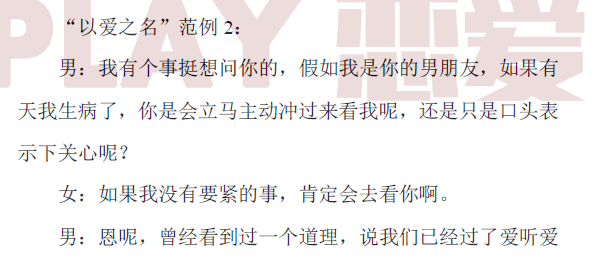 PLAY 恋爱
“以爱之名”范例 2：
男：我有个事挺想问你的，假如我是你的男朋友，如果有
天我生病了，你是会立马主动冲过来看我呢，还是只是口头表
示下关心呢？
女：如果我没有要紧的事，肯定会去看你啊。
男：恩呢，曾经看到过一个道理，说我们已经过了爱听爱